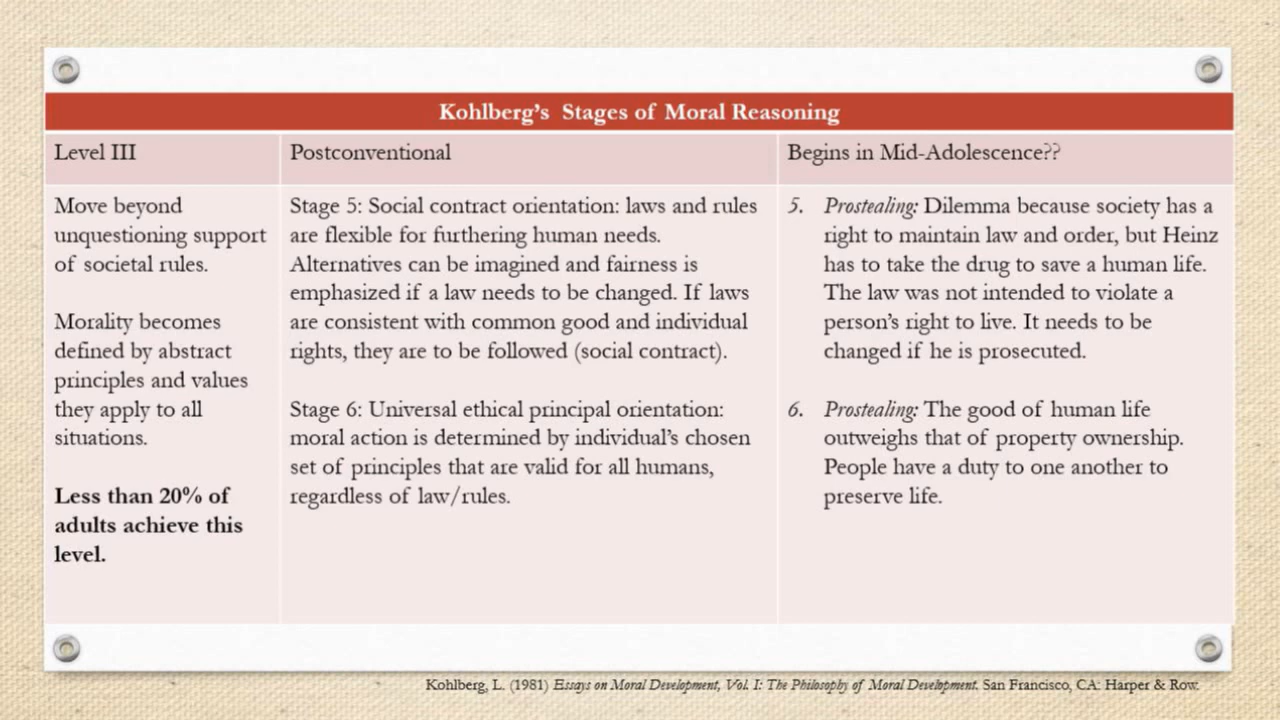 Kohlberg's Stages of Moral Reasoning
Level III
Postconventional
Begins in Mid-Adolescence??
Move beyond
unquestioning support
of societal rules.
Morality becomes
defined by abstract
principles and values
they apply to all
situations.
Less than 20% of
adults achieve this
level.
Stage 5: Social contract orientation: laws and rules
are flexible for furthering human needs.
Alternatives can be imagined and fairness is
emphasized if a law needs to be changed. If laws
are consistent with common good and individual
rights, they are to be followed (social contract).
Stage 6: Universal ethical principal orientation:
moral action is determined by individual's chosen
set of principles that are valid for all humans,
regardless of law/rules.
5. Prostealing: Dilemma because society has a
right to maintain law and order, but Heinz
has to take the drug to save a human life.
The law was not intended to violate a
person's right to live. It needs to be
changed if he is prosecuted.
6. Prostealing: The good of human life
outweighs that of property ownership.
People have a duty to one another to
preserve life.
Kohlberg, L. (1981) Essays on Moral Development, Vol. I: The Philosophy of Moral Development. San Francisco, CA: Harper & Row.